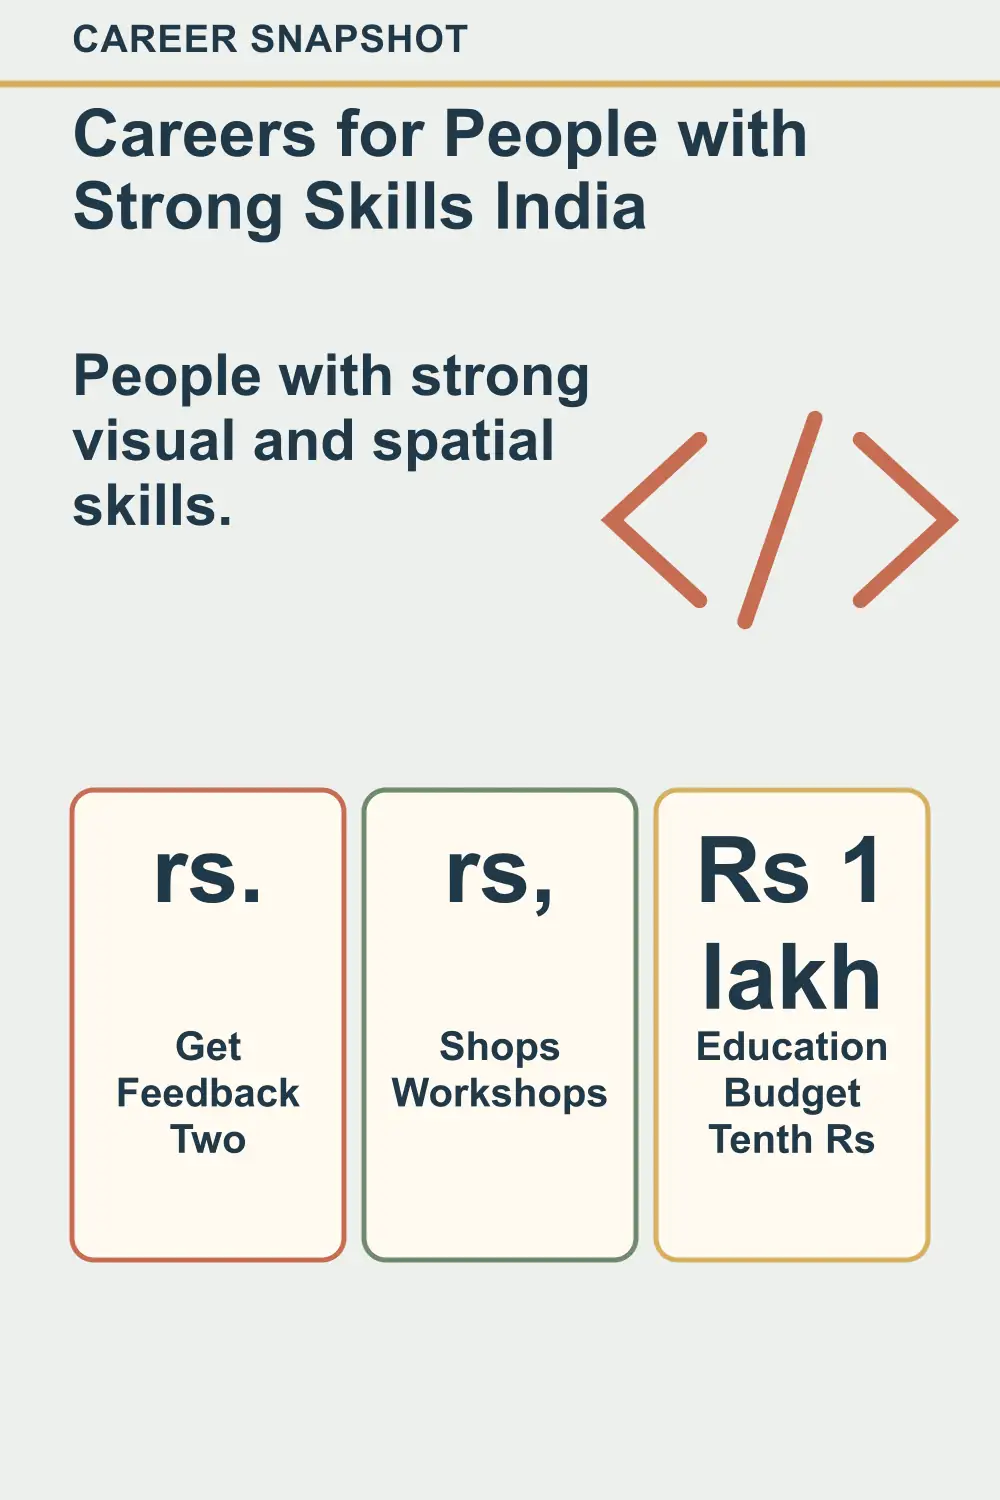 CAREER SNAPSHOT
Careers for People with
Strong Skills India
People with strong
visual and spatial
skills.
rs.
Get
Feedback
Two
rs,
Shops
Workshops
Rs 1
lakh
Education
Budget
Tenth Rs